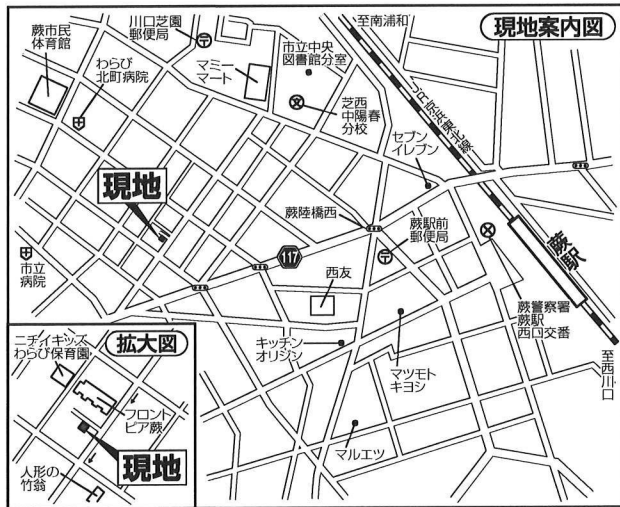 現地案内図
至南浦和
川口芝園
郵便局
市立中央
図書館分室
蕨市民
体育館
わらび
北町病院
マミー
マート
芝西
中陽春
分校
JR京浜東北線
セブン
イレブン
現地
蕨陸橋西
蕨駅前
郵便局
蕨駅
117
市立
病院
西友
蕨警察署
蕨駅
西口交番
キッチン
オリジン
マツモト
キヨシ
至西川口
マルエツ
拡大図
ニチイキッズ
わらび保育園
フロント
ピア蕨
現地
人形の
竹翁